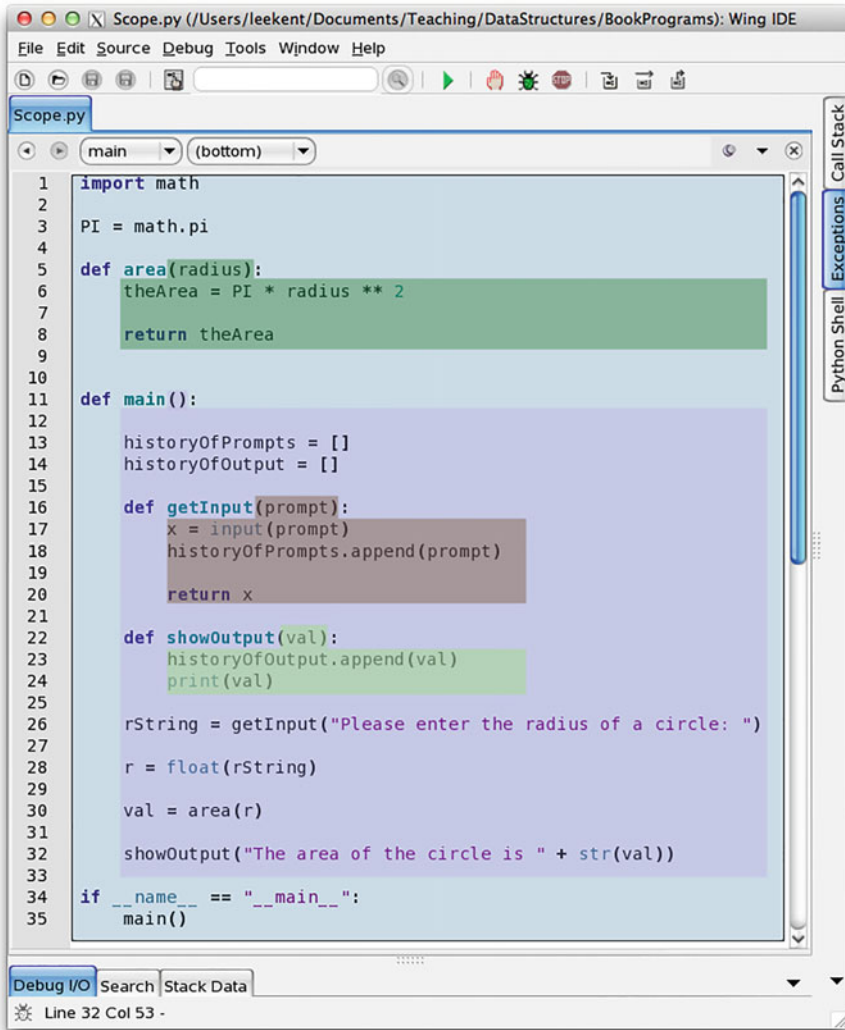 Scope.py (/Users/leekent/Documents/Teaching/DataStructures/BookPrograms): Wing IDE
File Edit Source Debug Tools Window Help
Scope.py
main (bottom)
1 import math
2
3 PI = math.pi
4
5 def area(radius):
6     theArea = PI * radius ** 2
7
8     return theArea
9
10
11 def main():
12
13     historyOfPrompts = []
14     historyOfOutput = []
15
16     def getInput(prompt):
17         x = input(prompt)
18         historyOfPrompts.append(prompt)
19
20         return x
21
22     def showOutput(val):
23         historyOfOutput.append(val)
24         print(val)
25
26     rString = getInput("Please enter the radius of a circle: ")
27
28     r = float(rString)
29
30     val = area(r)
31
32     showOutput("The area of the circle is " + str(val))
33
34 if __name__ == "__main__":
35     main()
Call Stack
Exceptions
Python Shell
Debug I/O Search Stack Data
Line 32 Col 53 -